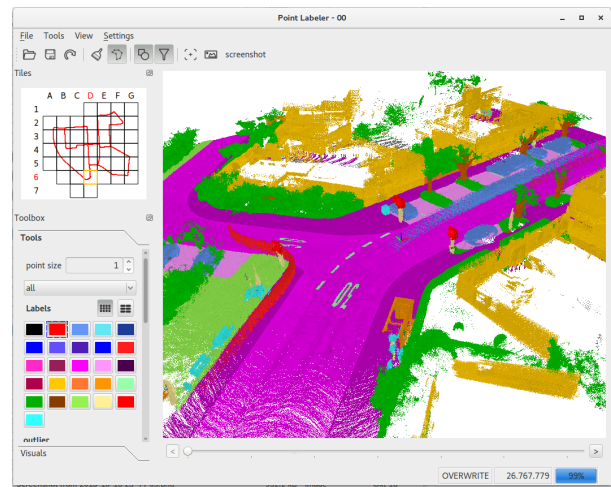 Point Labeler - 00
File Tools View Settings
screenshot
Tiles
A B C D E F G
1
2
3
4
5
6
7
Toolbox
Tools
point size 1
all
Labels
outlier
Visuals
< >
OVERWRITE 26.767.779 99%